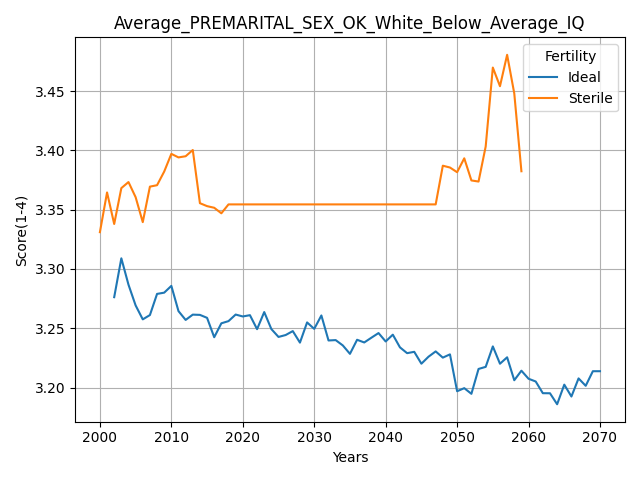 Average_PREMARITAL_SEX_OK_White_Below_Average_IQ
Fertility
Ideal
Sterile
Score(1-4)
3.45
3.40
3.35
3.30
3.25
3.20
2000 2010 2020 2030 2040 2050 2060 2070
Years